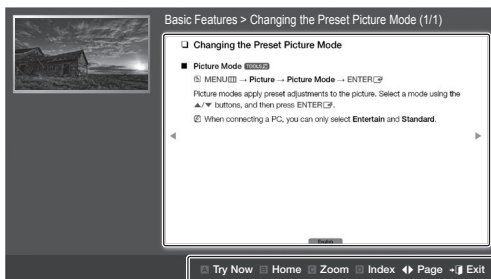 Basic Features > Changing the Preset Picture Mode (1/1)
❑ Changing the Preset Picture Mode
■ Picture Mode TOOLS
MENU → Picture → Picture Mode → ENTER
Picture modes apply preset adjustments to the picture. Select a mode using the
▲/▼ buttons, and then press ENTER.
When connecting a PC, you can only select Entertain and Standard.
English
A Try Now B Home C Zoom D Index ◀▶ Page Exit